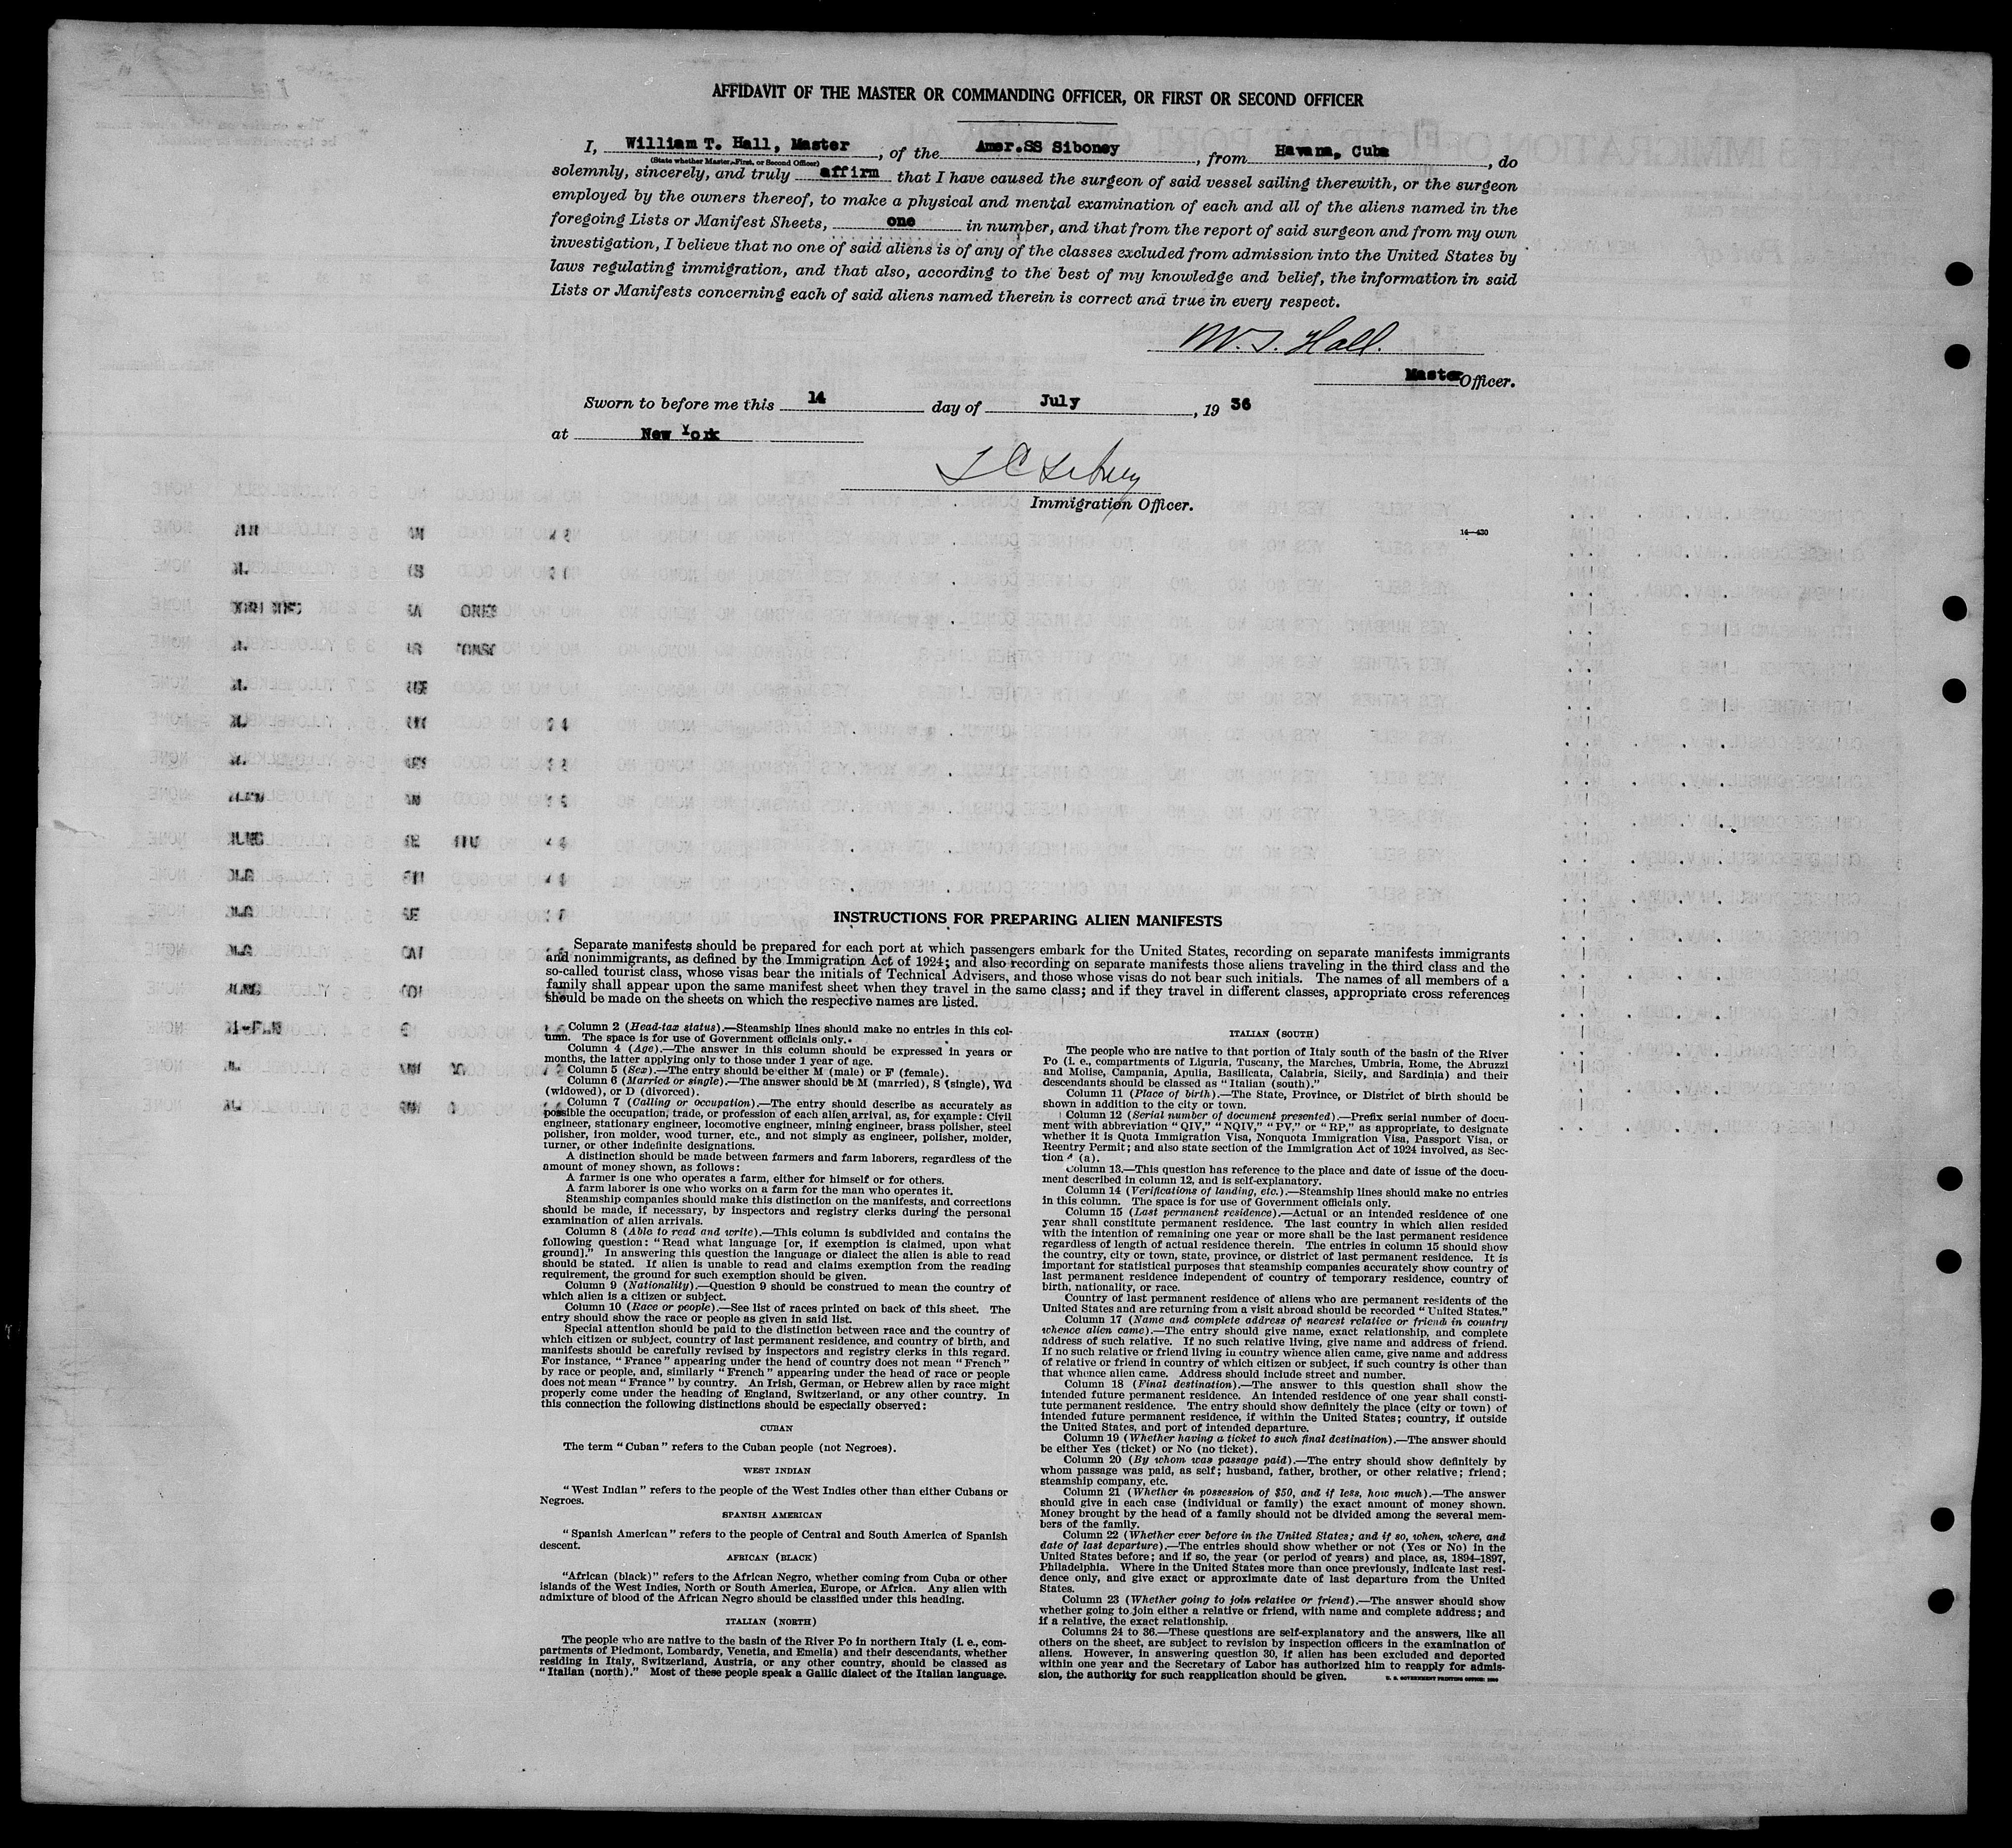 AFFIDAVIT OF THE MASTER OR COMMANDING OFFICER, OR FIRST OR SECOND OFFICER
I, William T. Hall, Master, of the Amer.SS Siboney, from Havana, Cuba, do
(State whether Master, First, or Second Officer)
solemnly, sincerely, and truly affirm that I have caused the surgeon of said vessel sailing therewith, or the surgeon
employed by the owners thereof, to make a physical and mental examination of each and all of the aliens named in the
foregoing Lists or Manifest Sheets, one in number, and that from the report of said surgeon and from my own
investigation, I believe that no one of said aliens is of any of the classes excluded from admission into the United States by
laws regulating immigration, and that also, according to the best of my knowledge and belief, the information in said
Lists or Manifests concerning each of said aliens named therein is correct and true in every respect.
W. T. Hall.
Master Officer.
Sworn to before me this 14 day of July, 19 36
at New York
Immigration Officer.
14—430
INSTRUCTIONS FOR PREPARING ALIEN MANIFESTS
Separate manifests should be prepared for each port at which passengers embark for the United States, recording on separate manifests immigrants
and nonimmigrants, as defined by the Immigration Act of 1924; and also recording on separate manifests those aliens traveling in the third class and the
so-called tourist class, whose visas bear the initials of Technical Advisers, and those whose visas do not bear such initials. The names of all members of a
family shall appear upon the same manifest sheet when they travel in the same class; and if they travel in different classes, appropriate cross references
should be made on the sheets on which the respective names are listed.
Column 2 (Head-tax status).—Steamship lines should make no entries in this col-
umn. The space is for use of Government officials only.
Column 4 (Age).—The answer in this column should be expressed in years or
months, the latter applying only to those under 1 year of age.
Column 5 (Sex).—The entry should be either M (male) or F (female).
Column 6 (Married or single).—The answer should be M (married), S (single), Wd
(widowed), or D (divorced).
Column 7 (Calling or occupation).—The entry should describe as accurately as
possible the occupation, trade, or profession of each alien arrival, as, for example: Civil
engineer, stationary engineer, locomotive engineer, mining engineer, brass polisher, steel
polisher, iron molder, wood turner, etc., and not simply as engineer, polisher, molder,
turner, or other indefinite designations.
A distinction should be made between farmers and farm laborers, regardless of the
amount of money shown, as follows:
A farmer is one who operates a farm, either for himself or for others.
A farm laborer is one who works on a farm for the man who operates it.
Steamship companies should make this distinction on the manifests, and corrections
should be made, if necessary, by inspectors and registry clerks during the personal
examination of alien arrivals.
Column 8 (Able to read and write).—This column is subdivided and contains the
following question: "Read what language [or, if exemption is claimed, upon what
ground]." In answering this question the language or dialect the alien is able to read
should be stated. If alien is unable to read and claims exemption from the reading
requirement, the ground for such exemption should be given.
Column 9 (Nationality).—Question 9 should be construed to mean the country of
which alien is a citizen or subject.
Column 10 (Race or people).—See list of races printed on back of this sheet. The
entry should show the race or people as given in said list.
Special attention should be paid to the distinction between race and the country of
which citizen or subject, country of last permanent residence, and country of birth, and
manifests should be carefully revised by inspectors and registry clerks in this regard.
For instance, "France" appearing under the head of country does not mean "French"
by race or people, and, similarly "French" appearing under the head of race or people
does not mean "France" by country. An Irish, German, or Hebrew alien by race might
properly come under the heading of England, Switzerland, or any other country. In
this connection the following distinctions should be especially observed:
CUBAN
The term "Cuban" refers to the Cuban people (not Negroes).
WEST INDIAN
"West Indian" refers to the people of the West Indies other than either Cubans or
Negroes.
SPANISH AMERICAN
"Spanish American" refers to the people of Central and South America of Spanish
descent.
AFRICAN (BLACK)
"African (black)" refers to the African Negro, whether coming from Cuba or other
islands of the West Indies, North or South America, Europe, or Africa. Any alien with
admixture of blood of the African Negro should be classified under this heading.
ITALIAN (NORTH)
The people who are native to the basin of the River Po in northern Italy (i. e., com-
partments of Piedmont, Lombardy, Venetia, and Emelia) and their descendants, whether
residing in Italy, Switzerland, Austria, or any other country, should be classed as
"Italian (north)." Most of these people speak a Gallic dialect of the Italian language.
ITALIAN (SOUTH)
The people who are native to that portion of Italy south of the basin of the River
Po (i. e., compartments of Liguria, Tuscany, the Marches, Umbria, Rome, the Abruzzi
and Molise, Campania, Apulia, Basilicata, Calabria, Sicily, and Sardinia) and their
descendants should be classed as "Italian (south)."
Column 11 (Place of birth).—The State, Province, or District of birth should be
shown in addition to the city or town.
Column 12 (Serial number of document presented).—Prefix serial number of docu-
ment with abbreviation "QIV," "NQIV," "PV," or "RP," as appropriate, to designate
whether it is Quota Immigration Visa, Nonquota Immigration Visa, Passport Visa, or
Reentry Permit; and also state section of the Immigration Act of 1924 involved, as Sec-
tion 4 (a).
Column 13.—This question has reference to the place and date of issue of the docu-
ment described in column 12, and is self-explanatory.
Column 14 (Verifications of landing, etc.).—Steamship lines should make no entries
in this column. The space is for use of Government officials only.
Column 15 (Last permanent residence).—Actual or an intended residence of one
year shall constitute permanent residence. The last country in which alien resided
with the intention of remaining one year or more shall be the last permanent residence
regardless of length of actual residence therein. The entries in column 15 should show
the country, city or town, state, province, or district of last permanent residence. It is
important for statistical purposes that steamship companies accurately show country of
last permanent residence independent of country of temporary residence, country of
birth, nationality, or race.
Country of last permanent residence of aliens who are permanent residents of the
United States and are returning from a visit abroad should be recorded "United States."
Column 17 (Name and complete address of nearest relative or friend in country
whence alien came).—The entry should give name, exact relationship, and complete
address of such relative. If no such relative living, give name and address of friend.
If no such relative or friend living in country whence alien came, give name and address
of relative or friend in country of which citizen or subject, if such country is other than
that whence alien came. Address should include street and number.
Column 18 (Final destination).—The answer to this question shall show the
intended future permanent residence. An intended residence of one year shall consti-
tute permanent residence. The entry should show definitely the place (city or town) of
intended future permanent residence, if within the United States; country, if outside
the United States, and port of intended departure.
Column 19 (Whether having a ticket to such final destination).—The answer should
be either Yes (ticket) or No (no ticket).
Column 20 (By whom was passage paid).—The entry should show definitely by
whom passage was paid, as self; husband, father, brother, or other relative; friend;
steamship company, etc.
Column 21 (Whether in possession of $50, and if less, how much).—The answer
should give in each case (individual or family) the exact amount of money shown.
Money brought by the head of a family should not be divided among the several mem-
bers of the family.
Column 22 (Whether ever before in the United States; and if so, when, where, and
date of last departure).—The entries should show whether or not (Yes or No) in the
United States before; and if so, the year (or period of years) and place, as, 1894–1897,
Philadelphia. Where in the United States more than once previously, indicate last resi-
dence only, and give exact or approximate date of last departure from the United
States.
Column 23 (Whether going to join relative or friend).—The answer should show
whether going to join either a relative or friend, with name and complete address; and
if a relative, the exact relationship.
Columns 24 to 36.—These questions are self-explanatory and the answers, like all
others on the sheet, are subject to revision by inspection officers in the examination of
aliens. However, in answering question 30, if alien has been excluded and deported
within one year and the Secretary of Labor has authorized him to reapply for admis-
sion, the authority for such reapplication should be given.
U. S. GOVERNMENT PRINTING OFFICE